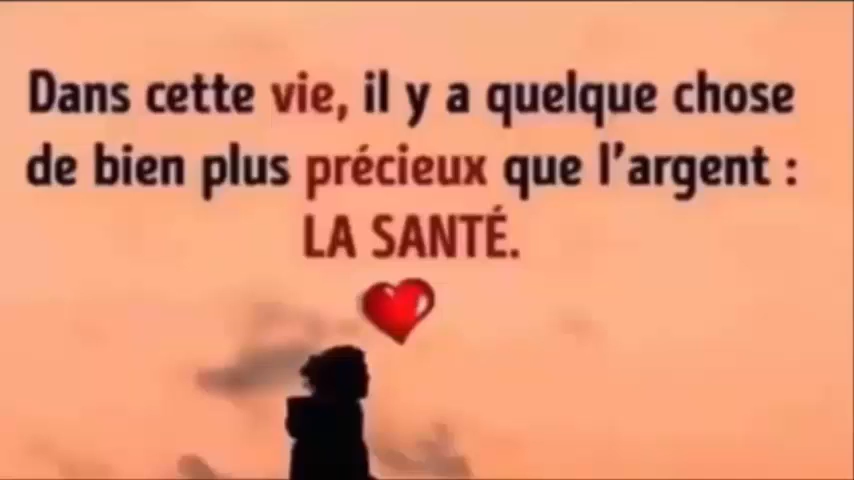 Dans cette vie, il y a quelque chose
de bien plus précieux que l'argent :
LA SANTÉ.